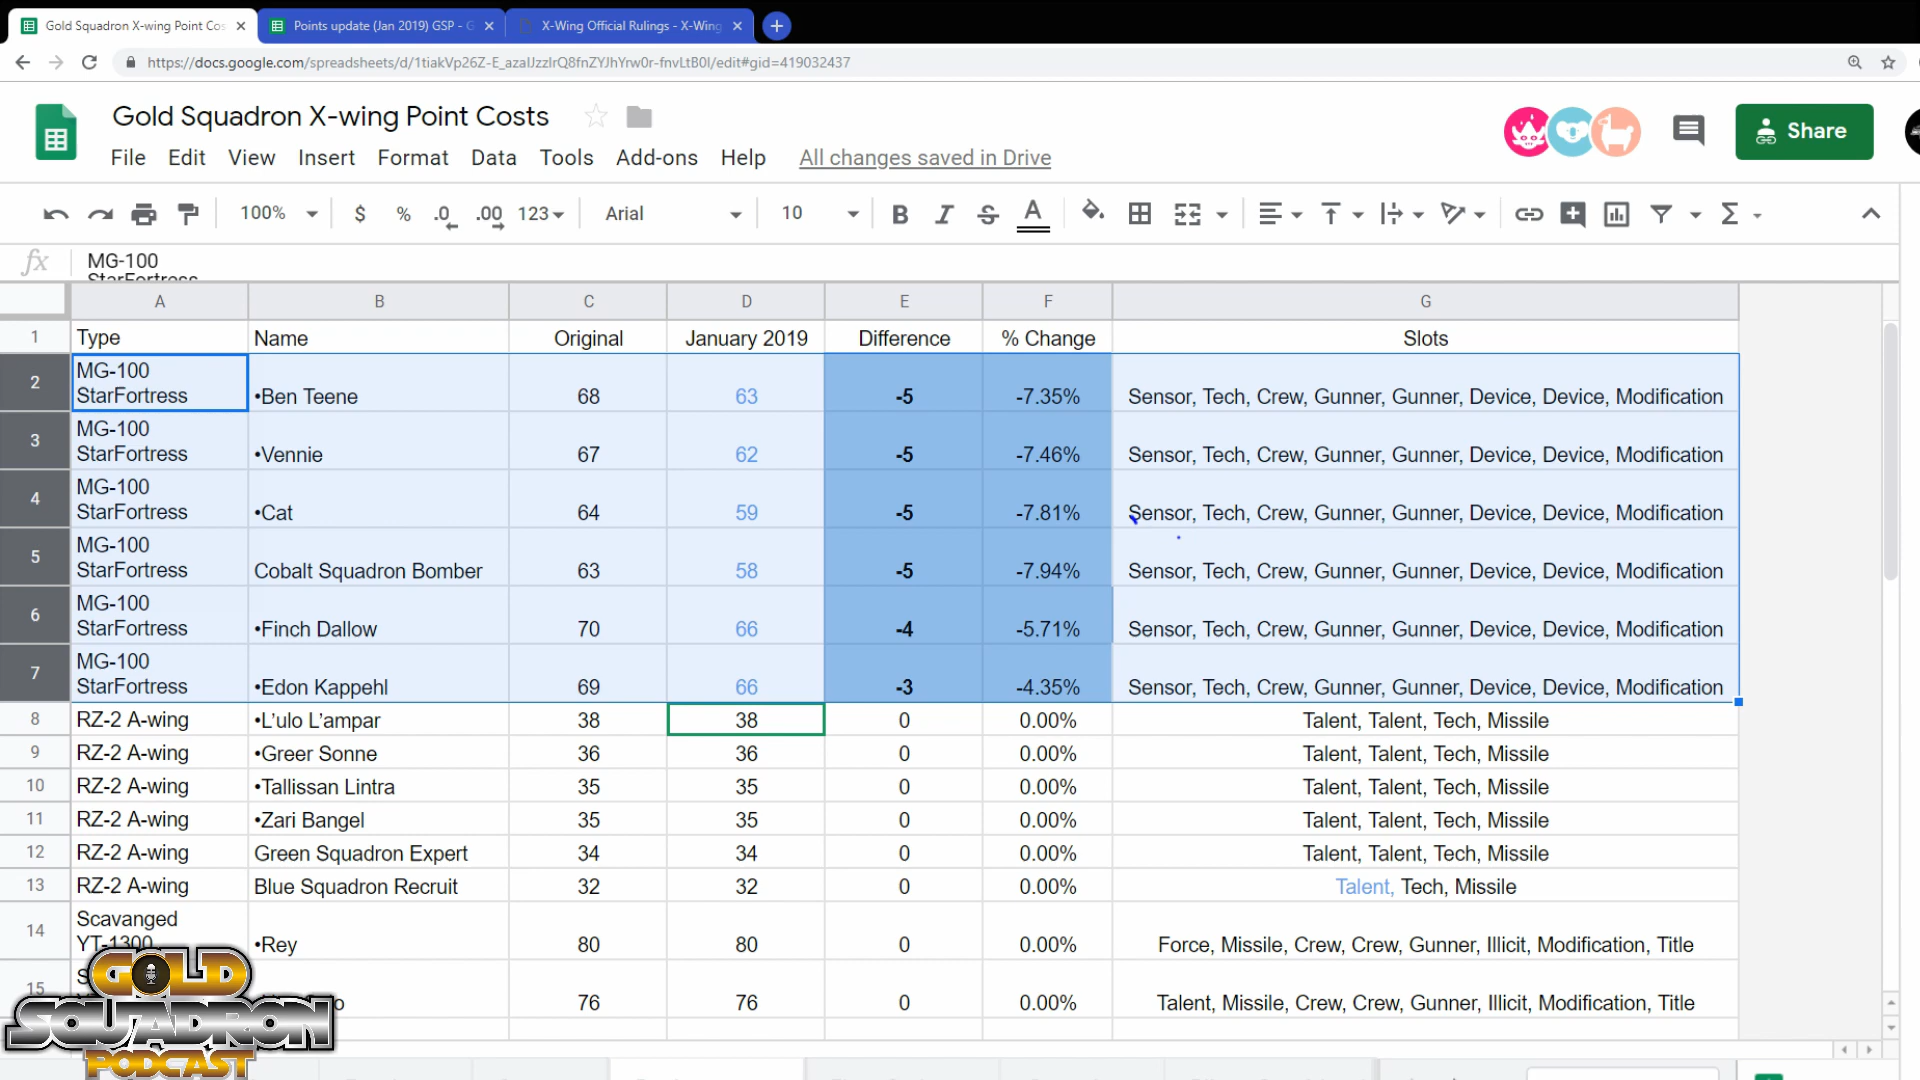 Gold Squadron X-wing Point Cos
Points update (Jan 2019) GSP - G
X-Wing Official Rulings - X-Wing
https://docs.google.com/spreadsheets/d/1tiakVp26Z-E_azaIJzzIrQ8fnZYJhYrw0r-fnvLtB0I/edit#gid=419032437
Gold Squadron X-wing Point Costs
File Edit View Insert Format Data Tools Add-ons Help All changes saved in Drive
Share
100% $ % .0 .00 123 Arial 10 B I S A Σ
fx MG-100
StarFortress
A B C D E F G
1 Type Name Original January 2019 Difference % Change Slots
2 MG-100 StarFortress •Ben Teene 68 63 -5 -7.35% Sensor, Tech, Crew, Gunner, Gunner, Device, Device, Modification
3 MG-100 StarFortress •Vennie 67 62 -5 -7.46% Sensor, Tech, Crew, Gunner, Gunner, Device, Device, Modification
4 MG-100 StarFortress •Cat 64 59 -5 -7.81% Sensor, Tech, Crew, Gunner, Gunner, Device, Device, Modification
5 MG-100 StarFortress Cobalt Squadron Bomber 63 58 -5 -7.94% Sensor, Tech, Crew, Gunner, Gunner, Device, Device, Modification
6 MG-100 StarFortress •Finch Dallow 70 66 -4 -5.71% Sensor, Tech, Crew, Gunner, Gunner, Device, Device, Modification
7 MG-100 StarFortress •Edon Kappehl 69 66 -3 -4.35% Sensor, Tech, Crew, Gunner, Gunner, Device, Device, Modification
8 RZ-2 A-wing •L'ulo L'ampar 38 38 0 0.00% Talent, Talent, Tech, Missile
9 RZ-2 A-wing •Greer Sonne 36 36 0 0.00% Talent, Talent, Tech, Missile
10 RZ-2 A-wing •Tallissan Lintra 35 35 0 0.00% Talent, Talent, Tech, Missile
11 RZ-2 A-wing •Zari Bangel 35 35 0 0.00% Talent, Talent, Tech, Missile
12 RZ-2 A-wing Green Squadron Expert 34 34 0 0.00% Talent, Talent, Tech, Missile
13 RZ-2 A-wing Blue Squadron Recruit 32 32 0 0.00% Talent, Tech, Missile
14 Scavanged YT-1300 •Rey 80 80 0 0.00% Force, Missile, Crew, Crew, Gunner, Illicit, Modification, Title
15 76 76 0 0.00% Talent, Missile, Crew, Crew, Gunner, Illicit, Modification, Title
GOLD
SQUADRON
PODCAST